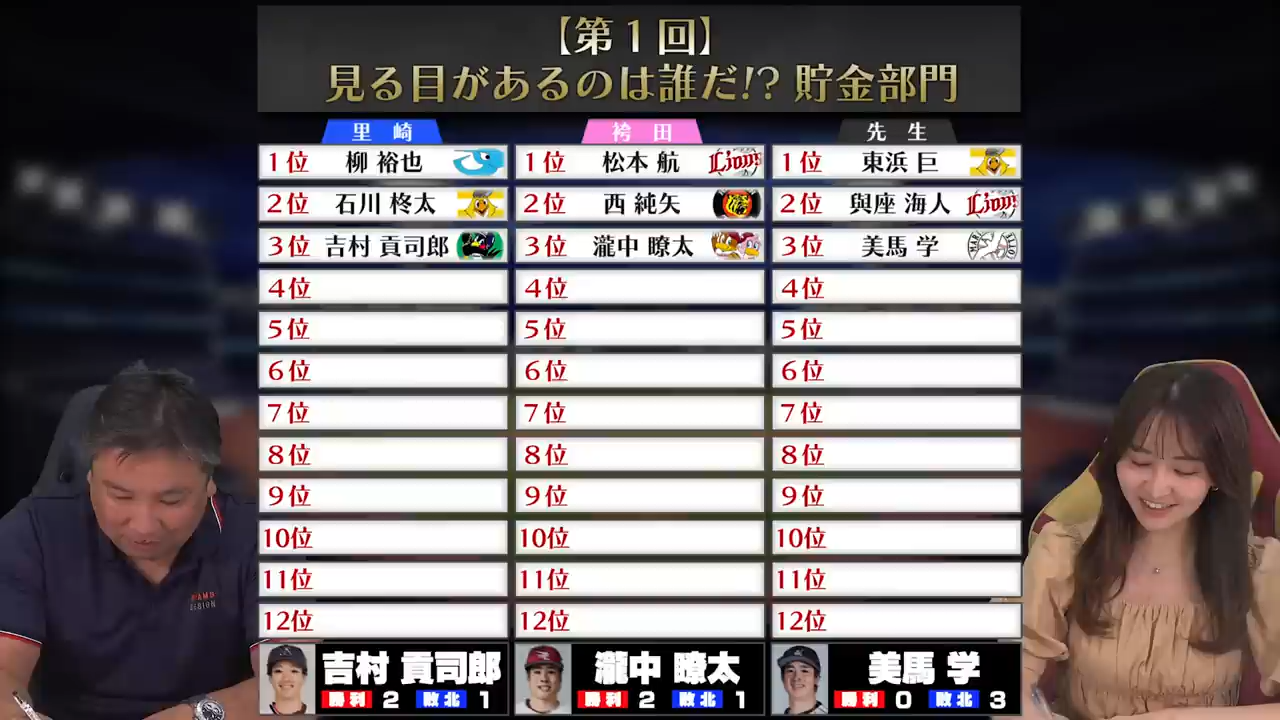 【第1回】
見る目があるのは誰だ!? 貯金部門
里崎
1位 柳 裕也
2位 石川 柊太
3位 吉村 貢司郎
4位
5位
6位
7位
8位
9位
10位
11位
12位
吉村 貢司郎
勝利 2 敗北 1
袴田
1位 松本 航 Lions
2位 西 純矢
3位 瀧中 瞭太
4位
5位
6位
7位
8位
9位
10位
11位
12位
瀧中 瞭太
勝利 2 敗北 1
先生
1位 東浜 巨
2位 與座 海人 Lions
3位 美馬 学
4位
5位
6位
7位
8位
9位
10位
11位
12位
美馬 学
勝利 0 敗北 3